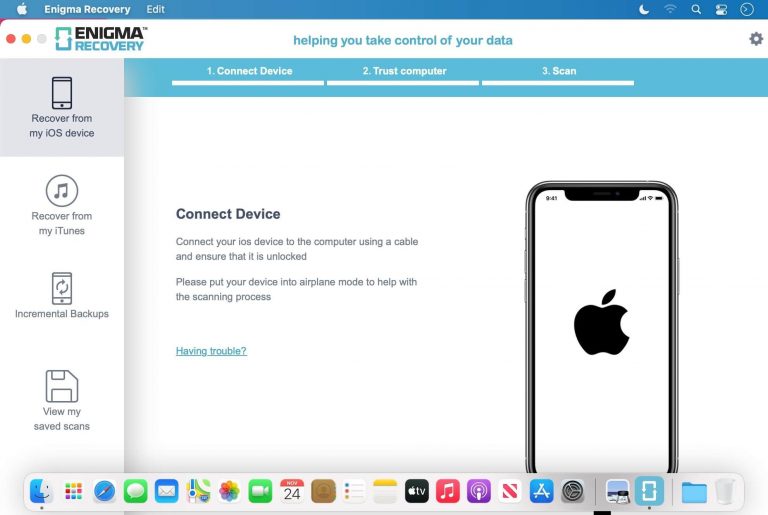 Enigma Recovery Edit
ENIGMA™
RECOVERY
helping you take control of your data
1. Connect Device
2. Trust computer
3. Scan
Recover from
my iOS device
Recover from
my iTunes
Incremental Backups
View my
saved scans
Connect Device
Connect your ios device to the computer using a cable
and ensure that it is unlocked
Please put your device into airplane mode to help with
the scanning process
Having trouble?
9:41
NOV
24
tv